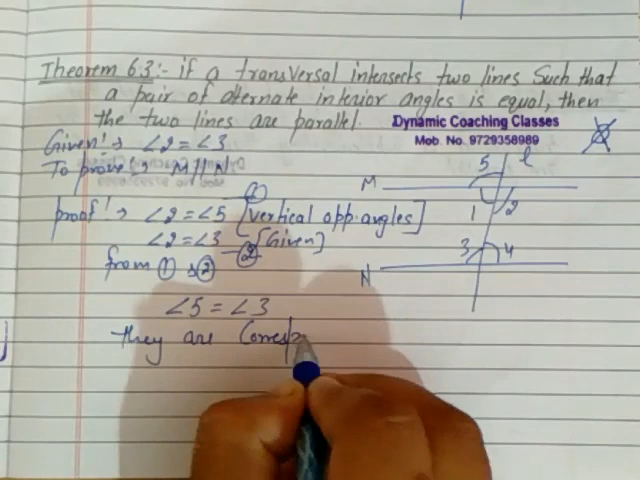 Theorem 6.3:- if a transversal intersects two lines such that
a pair of alternate interior angles is equal, then
the two lines are parallel.
Dynamic Coaching Classes
Mob. No. 9729358989
Given:→ ∠2=∠3
To prove:→ M||N
proof:→ ∠2=∠5 [vertical opp. angles] ①
∠2=∠3 [Given] —②
from ① & ②
∠5 = ∠3
they are Corresp
5 l
M
1 2
3 4
N